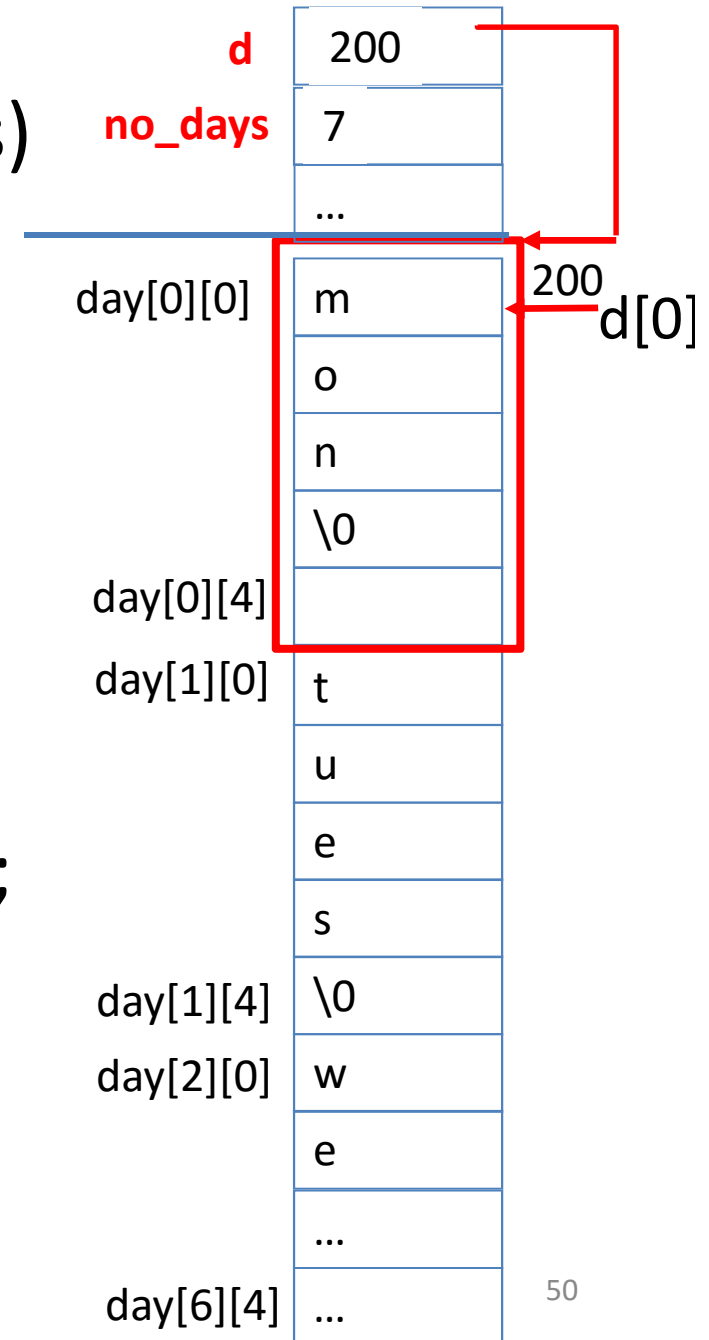 d 200
s)
no_days 7
...
day[0][0] m 200 d[0]
o
n
\0
day[0][4]
day[1][0] t
u
e
;
s
day[1][4] \0
day[2][0] w
e
...
day[6][4] ...
50